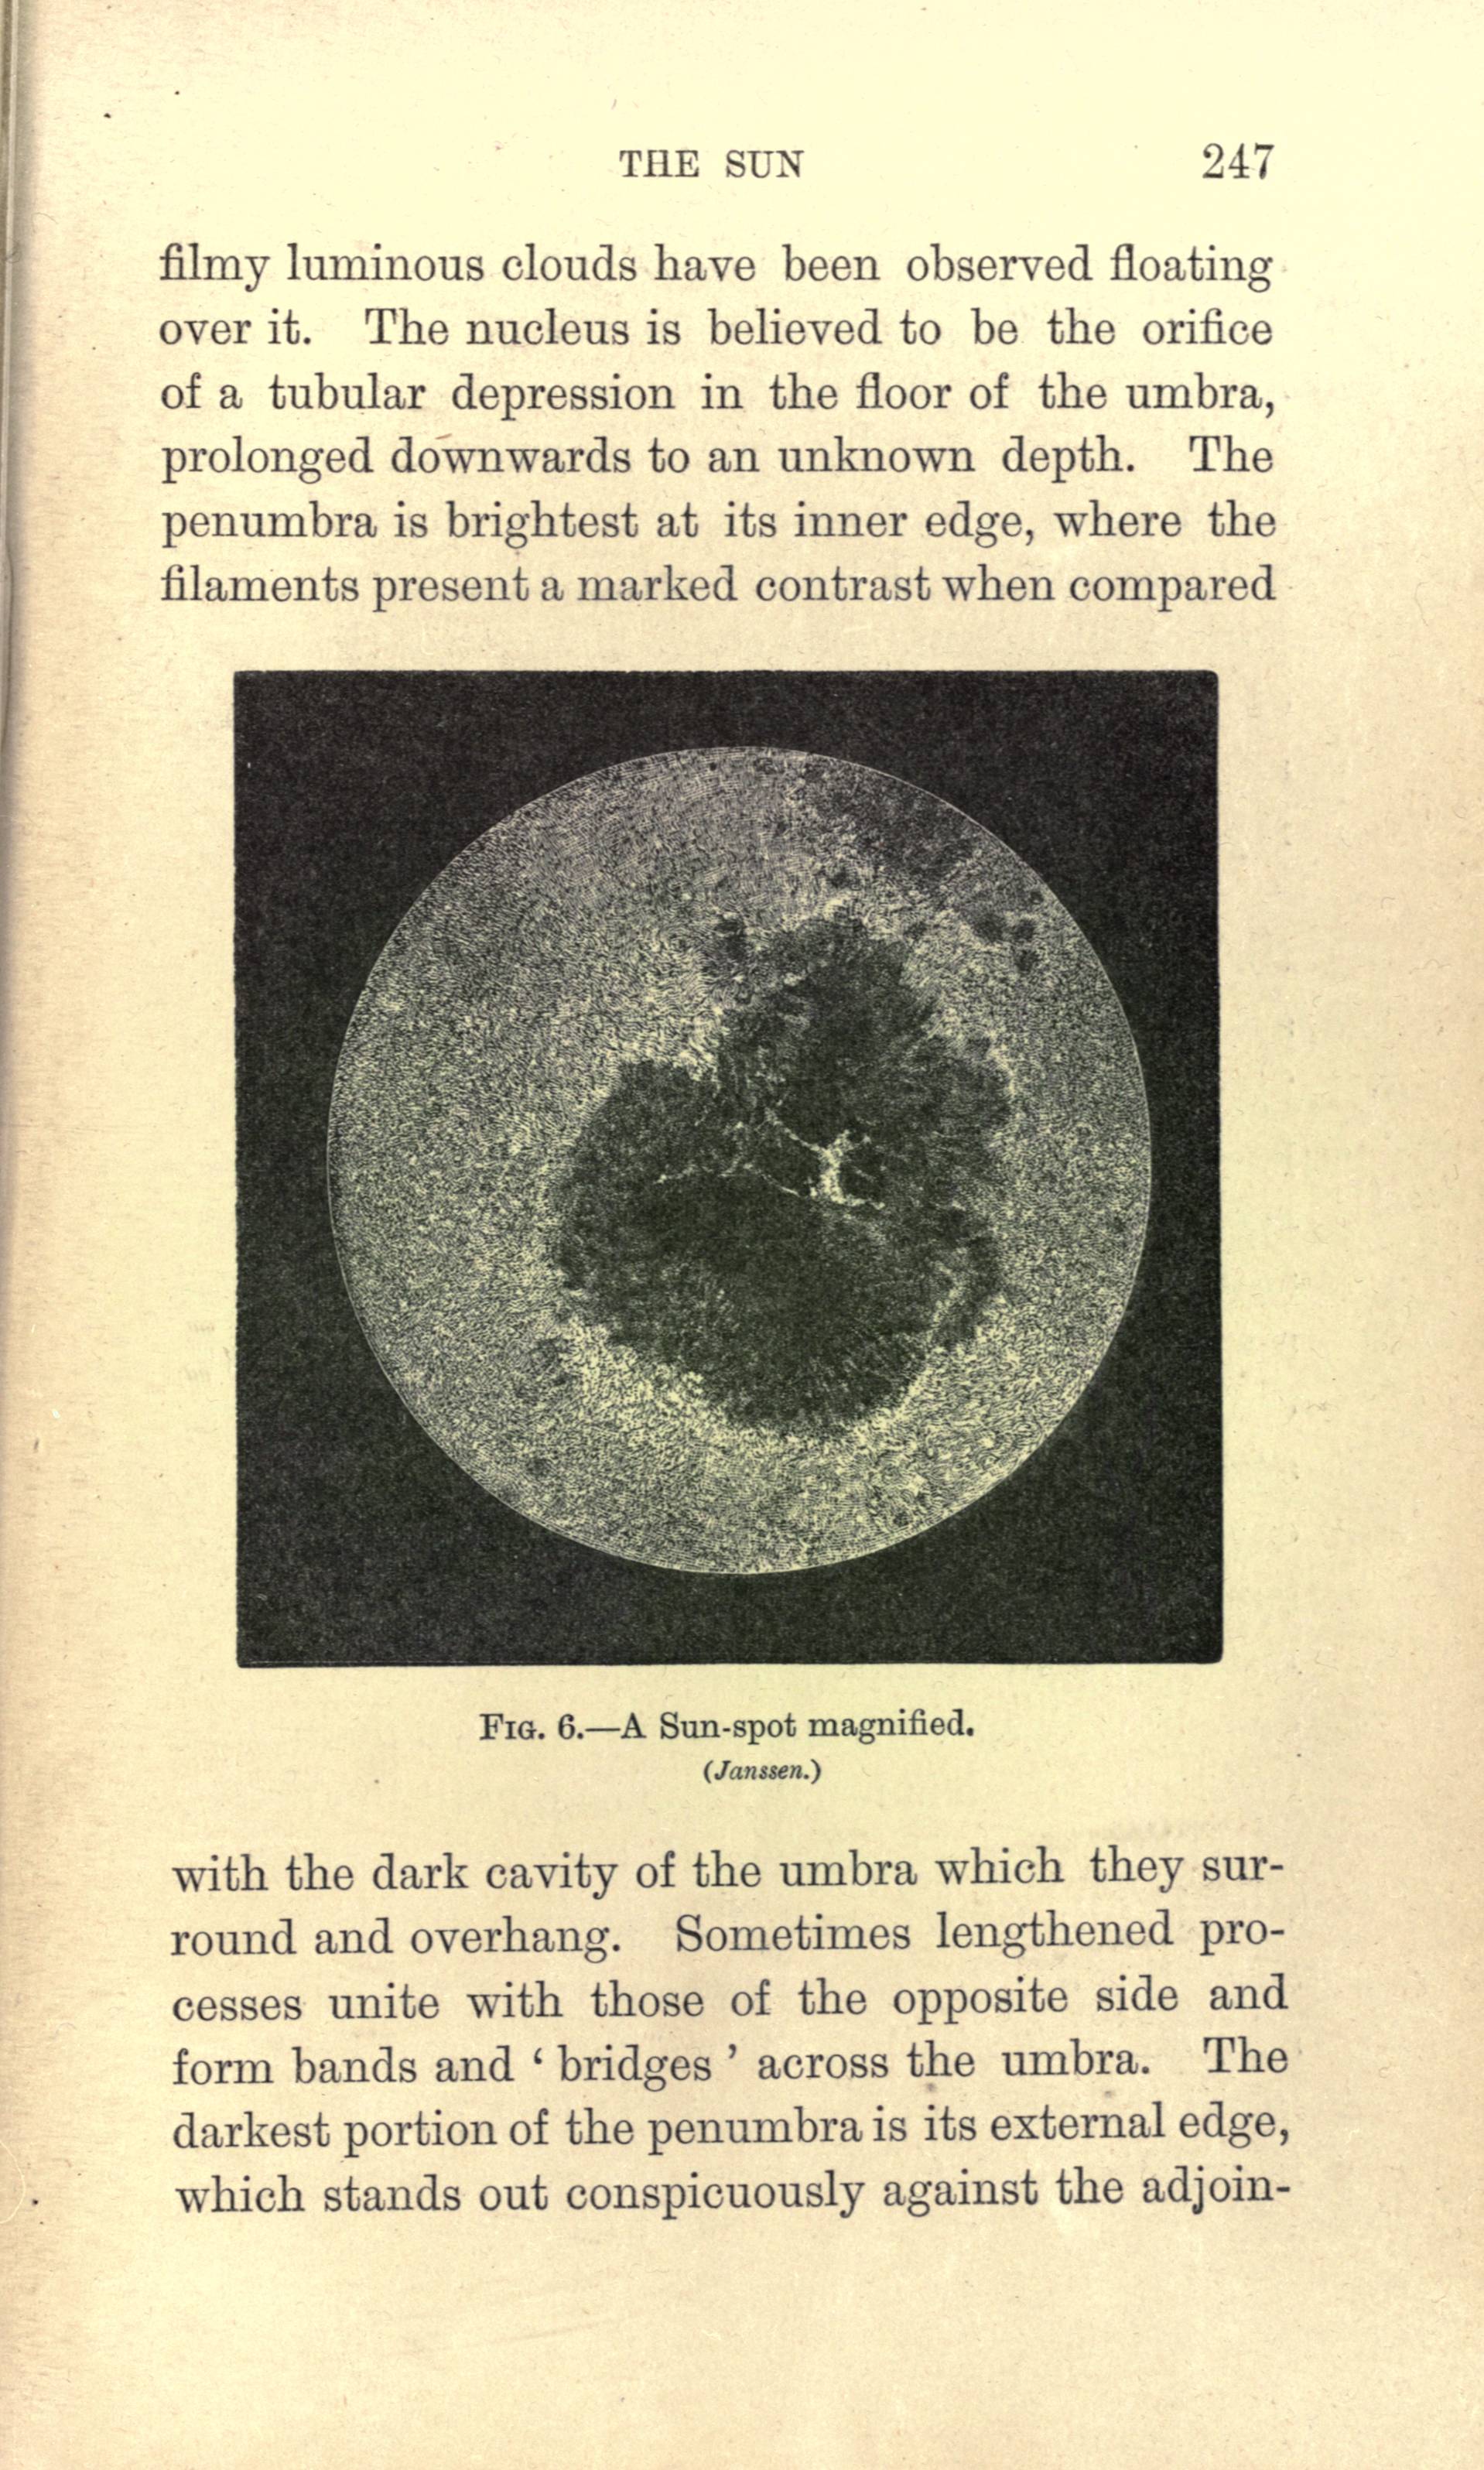 THE SUN 247
filmy luminous clouds have been observed floating
over it. The nucleus is believed to be the orifice
of a tubular depression in the floor of the umbra,
prolonged downwards to an unknown depth. The
penumbra is brightest at its inner edge, where the
filaments present a marked contrast when compared
FIG. 6.—A Sun-spot magnified.
(Janssen.)
with the dark cavity of the umbra which they sur-
round and overhang. Sometimes lengthened pro-
cesses unite with those of the opposite side and
form bands and ‘ bridges ’ across the umbra. The
darkest portion of the penumbra is its external edge,
which stands out conspicuously against the adjoin-